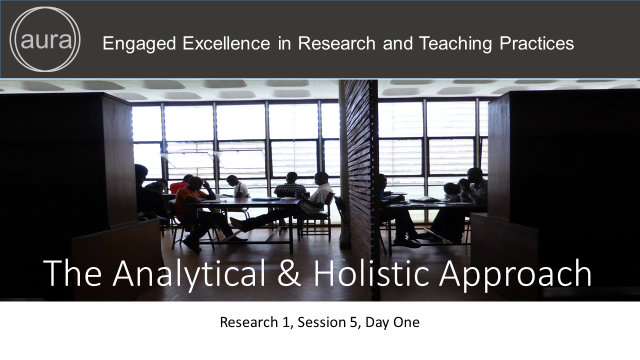 aura
Engaged Excellence in Research and Teaching Practices
The Analytical & Holistic Approach
Research 1, Session 5, Day One